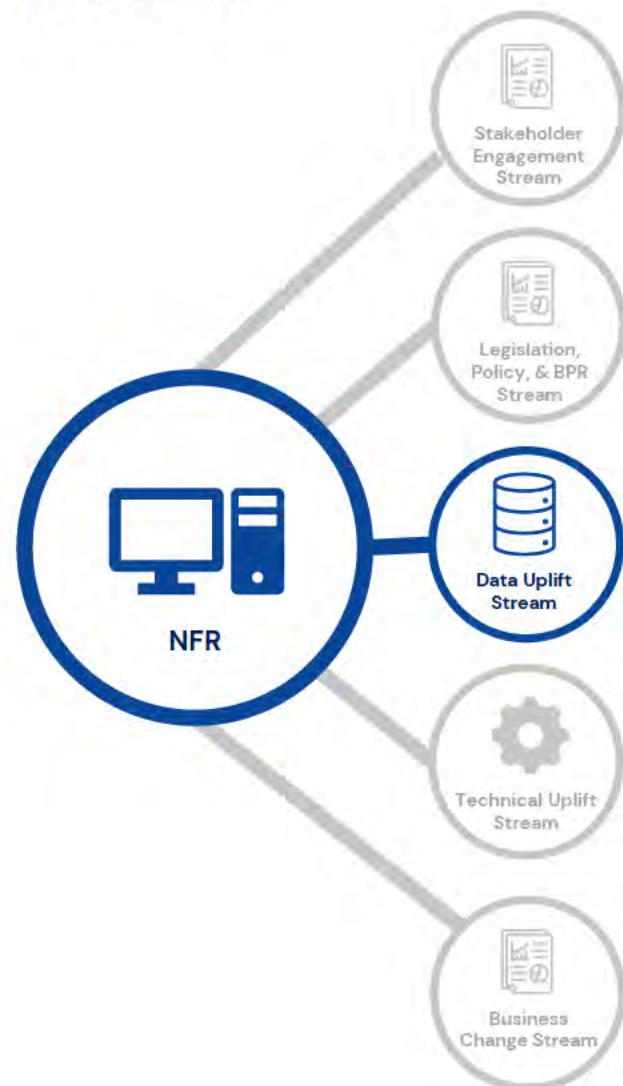 Stakeholder
Engagement
Stream
Legislation,
Policy, & BPR
Stream
NFR
Data Uplift
Stream
Technical Uplift
Stream
Business
Change Stream